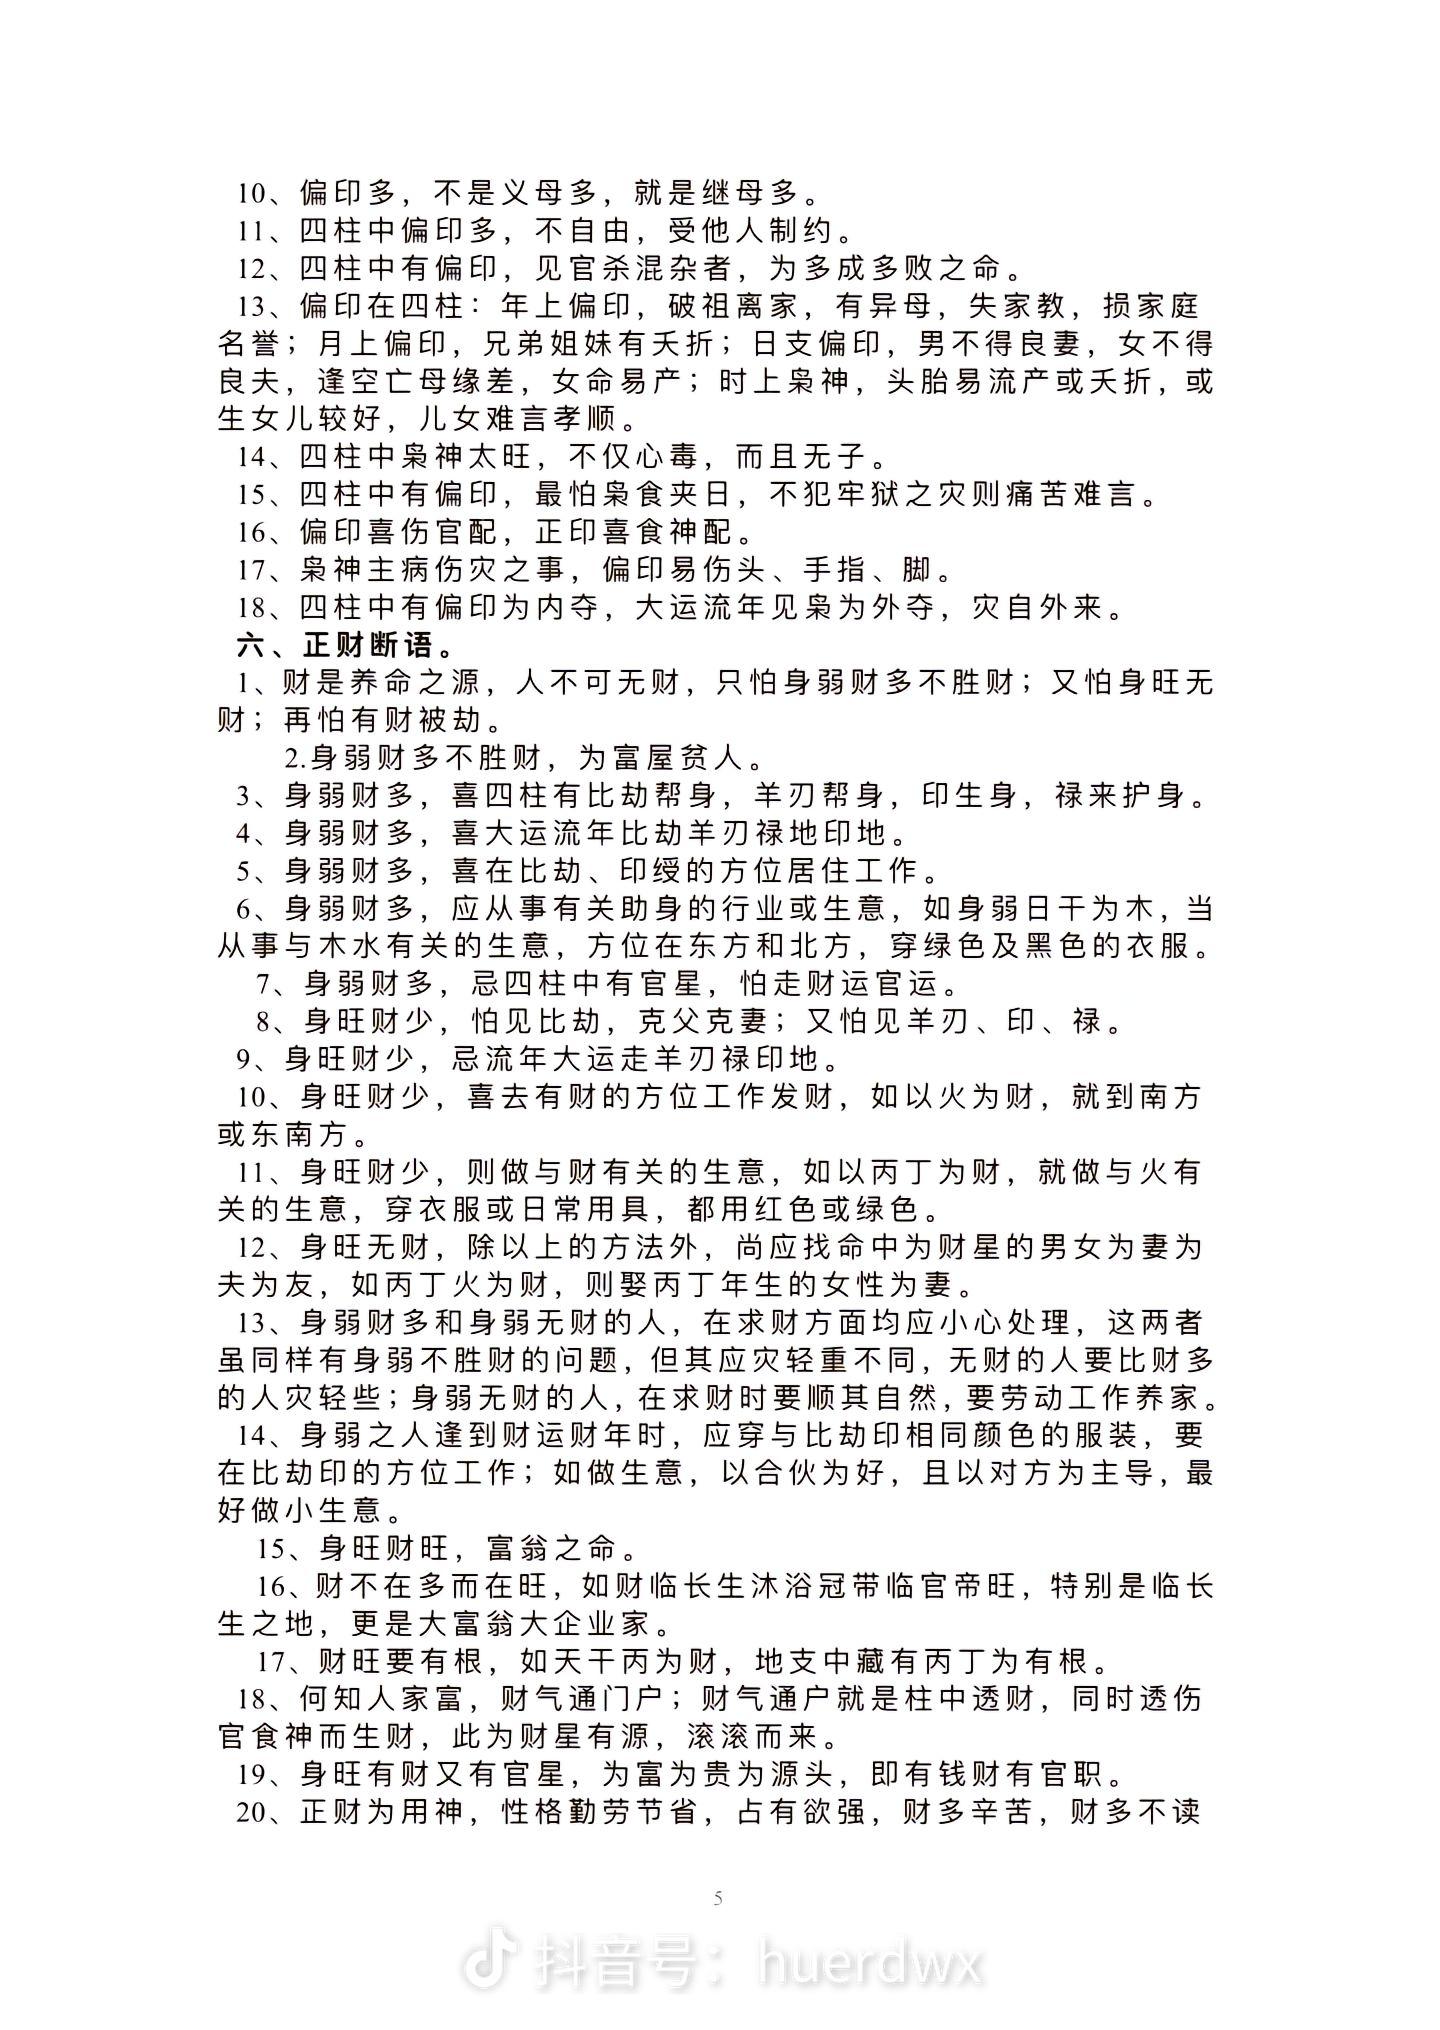 10、偏印多，不是义母多，就是继母多。
11、四柱中偏印多，不自由，受他人制约。
12、四柱中有偏印，见官杀混杂者，为多成多败之命。
13、偏印在四柱：年上偏印，破祖离家，有异母，失家教，损家庭
名誉；月上偏印，兄弟姐妹有夭折；日支偏印，男不得良妻，女不得
良夫，逢空亡母缘差，女命易产；时上枭神，头胎易流产或夭折，或
生女儿较好，儿女难言孝顺。
14、四柱中枭神太旺，不仅心毒，而且无子。
15、四柱中有偏印，最怕枭食夹日，不犯牢狱之灾则痛苦难言。
16、偏印喜伤官配，正印喜食神配。
17、枭神主病伤灾之事，偏印易伤头、手指、脚。
18、四柱中有偏印为内夺，大运流年见枭为外夺，灾自外来。
六、正财断语。
1、财是养命之源，人不可无财，只怕身弱财多不胜财；又怕身旺无
财；再怕有财被劫。
2.身弱财多不胜财，为富屋贫人。
3、身弱财多，喜四柱有比劫帮身，羊刃帮身，印生身，禄来护身。
4、身弱财多，喜大运流年比劫羊刃禄地印地。
5、身弱财多，喜在比劫、印绶的方位居住工作。
6、身弱财多，应从事有关助身的行业或生意，如身弱日干为木，当
从事与木水有关的生意，方位在东方和北方，穿绿色及黑色的衣服。
7、身弱财多，忌四柱中有官星，怕走财运官运。
8、身旺财少，怕见比劫，克父克妻；又怕见羊刃、印、禄。
9、身旺财少，忌流年大运走羊刃禄印地。
10、身旺财少，喜去有财的方位工作发财，如以火为财，就到南方
或东南方。
11、身旺财少，则做与财有关的生意，如以丙丁为财，就做与火有
关的生意，穿衣服或日常用具，都用红色或绿色。
12、身旺无财，除以上的方法外，尚应找命中为财星的男女为妻为
夫为友，如丙丁火为财，则娶丙丁年生的女性为妻。
13、身弱财多和身弱无财的人，在求财方面均应小心处理，这两者
虽同样有身弱不胜财的问题，但其应灾轻重不同，无财的人要比财多
的人灾轻些；身弱无财的人，在求财时要顺其自然，要劳动工作养家。
14、身弱之人逢到财运财年时，应穿与比劫印相同颜色的服装，要
在比劫印的方位工作；如做生意，以合伙为好，且以对方为主导，最
好做小生意。
15、身旺财旺，富翁之命。
16、财不在多而在旺，如财临长生沐浴冠带临官帝旺，特别是临长
生之地，更是大富翁大企业家。
17、财旺要有根，如天干丙为财，地支中藏有丙丁为有根。
18、何知人家富，财气通门户；财气通户就是柱中透财，同时透伤
官食神而生财，此为财星有源，滚滚而来。
19、身旺有财又有官星，为富为贵为源头，即有钱财有官职。
20、正财为用神，性格勤劳节省，占有欲强，财多辛苦，财多不读
5
抖音号：huerdwx